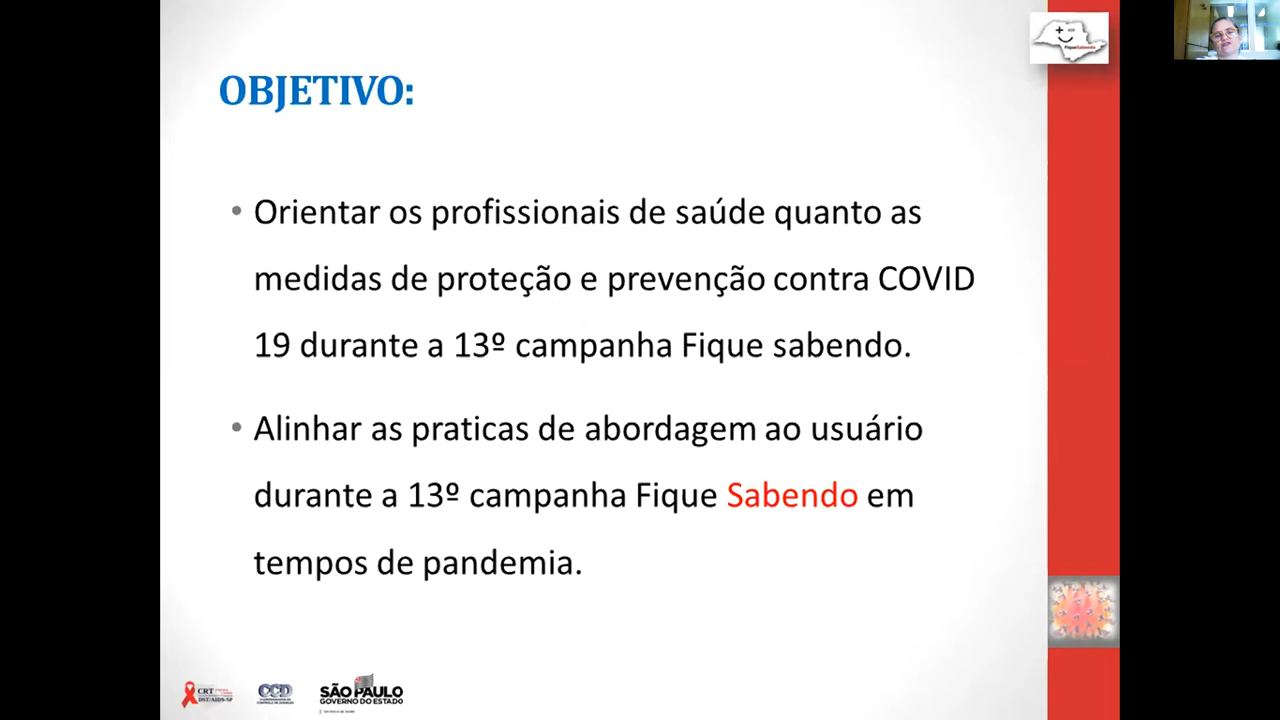 FiqueSabendo
OBJETIVO:
• Orientar os profissionais de saúde quanto as
medidas de proteção e prevenção contra COVID
19 durante a 13º campanha Fique sabendo.
• Alinhar as praticas de abordagem ao usuário
durante a 13º campanha Fique Sabendo em
tempos de pandemia.
CRT
DST/AIDS-SP
CCD
SÃO PAULO
GOVERNO DO ESTADO